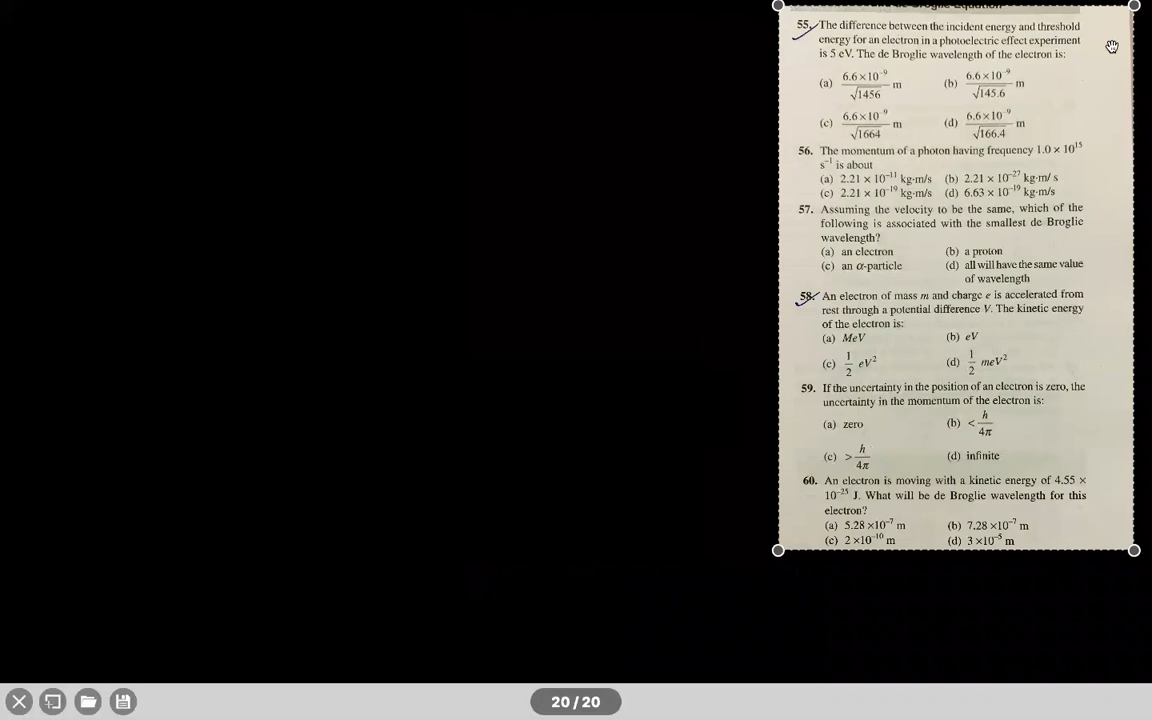 de Broglie Equation
55. The difference between the incident energy and threshold
energy for an electron in a photoelectric effect experiment
is 5 eV. The de Broglie wavelength of the electron is:
(a) 6.6×10⁻⁹/√1456 m (b) 6.6×10⁻⁹/√145.6 m
(c) 6.6×10⁻⁹/√1664 m (d) 6.6×10⁻⁹/√166.4 m
56. The momentum of a photon having frequency 1.0 × 10¹⁵
s⁻¹ is about
(a) 2.21 × 10⁻¹¹ kg·m/s (b) 2.21 × 10⁻²⁷ kg·m/ s
(c) 2.21 × 10⁻¹⁹ kg·m/s (d) 6.63 × 10⁻¹⁹ kg·m/s
57. Assuming the velocity to be the same, which of the
following is associated with the smallest de Broglie
wavelength?
(a) an electron (b) a proton
(c) an α-particle (d) all will have the same value
of wavelength
58. An electron of mass m and charge e is accelerated from
rest through a potential difference V. The kinetic energy
of the electron is:
(a) MeV (b) eV
(c) 1/2 eV² (d) 1/2 meV²
59. If the uncertainty in the position of an electron is zero, the
uncertainty in the momentum of the electron is:
(a) zero (b) < h/4π
(c) > h/4π (d) infinite
60. An electron is moving with a kinetic energy of 4.55 ×
10⁻²⁵ J. What will be de Broglie wavelength for this
electron?
(a) 5.28 ×10⁻⁷ m (b) 7.28 ×10⁻⁷ m
(c) 2 ×10⁻¹⁰ m (d) 3 ×10⁻⁵ m
20 / 20